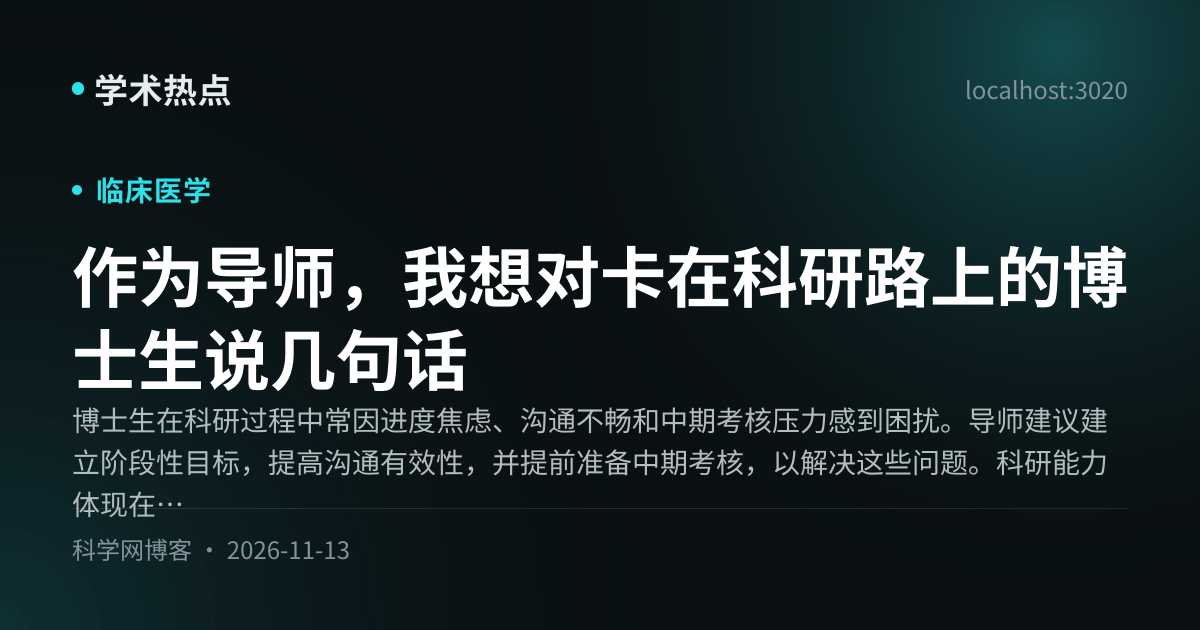 学术热点
localhost:3020
临床医学
作为导师，我想对卡在科研路上的博
士生说几句话
博士生在科研过程中常因进度焦虑、沟通不畅和中期考核压力感到困扰。导师建议建
立阶段性目标，提高沟通有效性，并提前准备中期考核，以解决这些问题。科研能力
体现在…
科学网博客 · 2026-11-13